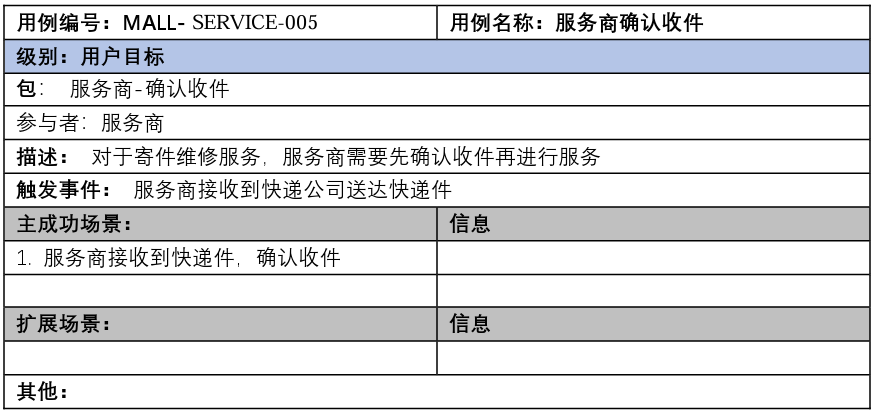 用例编号：MALL- SERVICE-005
用例名称：服务商确认收件
级别：用户目标
包： 服务商-确认收件
参与者：服务商
描述： 对于寄件维修服务，服务商需要先确认收件再进行服务
触发事件： 服务商接收到快递公司送达快递件
主成功场景：
信息
1. 服务商接收到快递件，确认收件
扩展场景：
信息
其他：